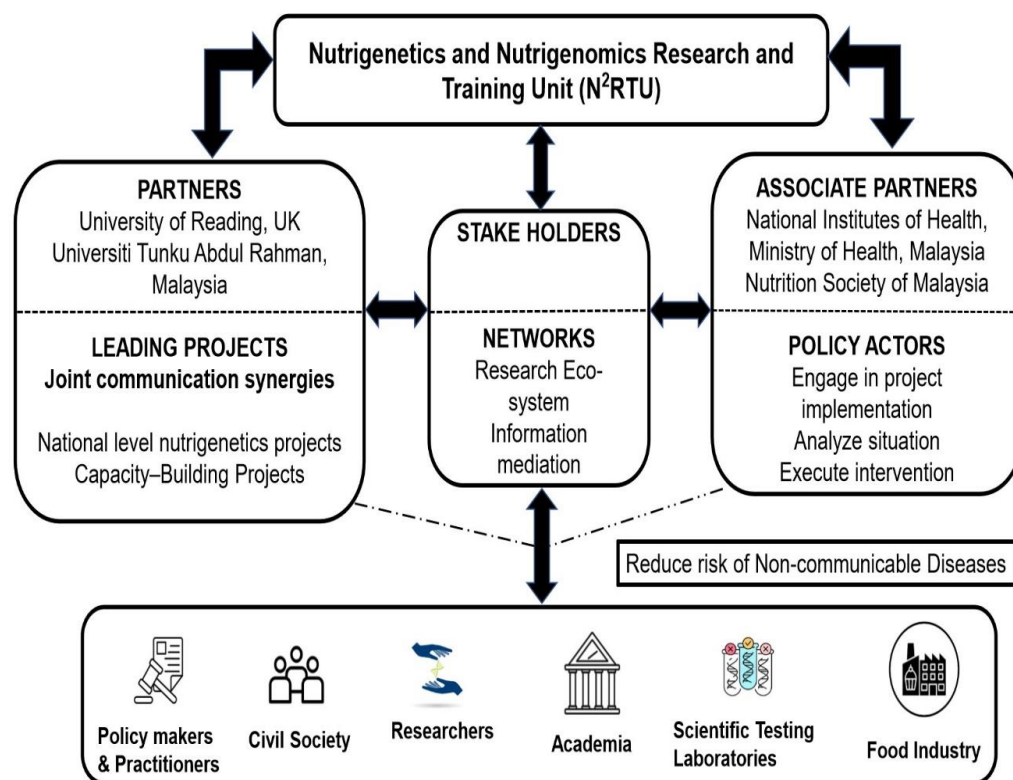 Nutrigenetics and Nutrigenomics Research and
Training Unit (N²RTU)
PARTNERS
University of Reading, UK
Universiti Tunku Abdul Rahman,
Malaysia
LEADING PROJECTS
Joint communication synergies
National level nutrigenetics projects
Capacity–Building Projects
STAKE HOLDERS
NETWORKS
Research Eco-
system
Information
mediation
ASSOCIATE PARTNERS
National Institutes of Health,
Ministry of Health, Malaysia
Nutrition Society of Malaysia
POLICY ACTORS
Engage in project
implementation
Analyze situation
Execute intervention
Reduce risk of Non-communicable Diseases
Policy makers
& Practitioners
Civil Society
Researchers
Academia
Scientific Testing
Laboratories
Food Industry